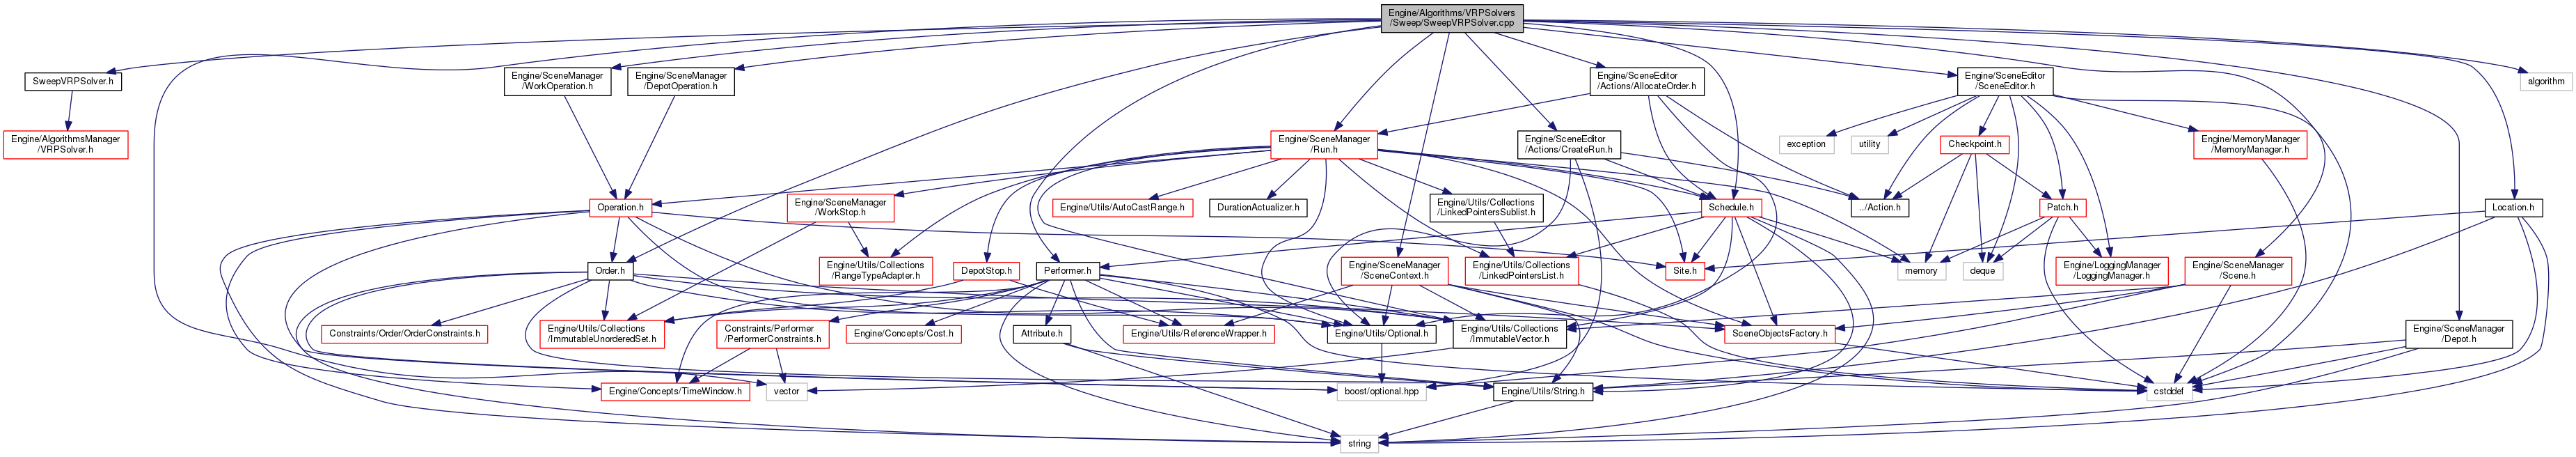 Engine/Algorithms/VRPSolvers
/Sweep/SweepVRPSolver.cpp
SweepVRPSolver.h
Engine/SceneManager
/WorkOperation.h
Engine/SceneManager
/DepotOperation.h
Engine/SceneEditor
/Actions/AllocateOrder.h
Engine/SceneEditor
/SceneEditor.h
algorithm
Engine/AlgorithmsManager
/VRPSolver.h
Engine/SceneManager
/Run.h
Engine/SceneEditor
/Actions/CreateRun.h
exception
utility
Checkpoint.h
Engine/MemoryManager
/MemoryManager.h
Operation.h
Engine/SceneManager
/WorkStop.h
Engine/Utils/AutoCastRange.h
DurationActualizer.h
Engine/Utils/Collections
/LinkedPointersSublist.h
Schedule.h
../Action.h
Patch.h
Location.h
Order.h
Engine/Utils/Collections
/RangeTypeAdapter.h
DepotStop.h
Performer.h
Engine/SceneManager
/SceneContext.h
Engine/Utils/Collections
/LinkedPointersList.h
Site.h
memory
deque
Engine/LoggingManager
/LoggingManager.h
Engine/SceneManager
/Scene.h
Constraints/Order/OrderConstraints.h
Engine/Utils/Collections
/ImmutableUnorderedSet.h
Constraints/Performer
/PerformerConstraints.h
Engine/Concepts/Cost.h
Attribute.h
Engine/Utils/ReferenceWrapper.h
Engine/Utils/Optional.h
Engine/Utils/Collections
/ImmutableVector.h
SceneObjectsFactory.h
Engine/SceneManager
/Depot.h
Engine/Concepts/TimeWindow.h
vector
boost/optional.hpp
Engine/Utils/String.h
cstddef
string